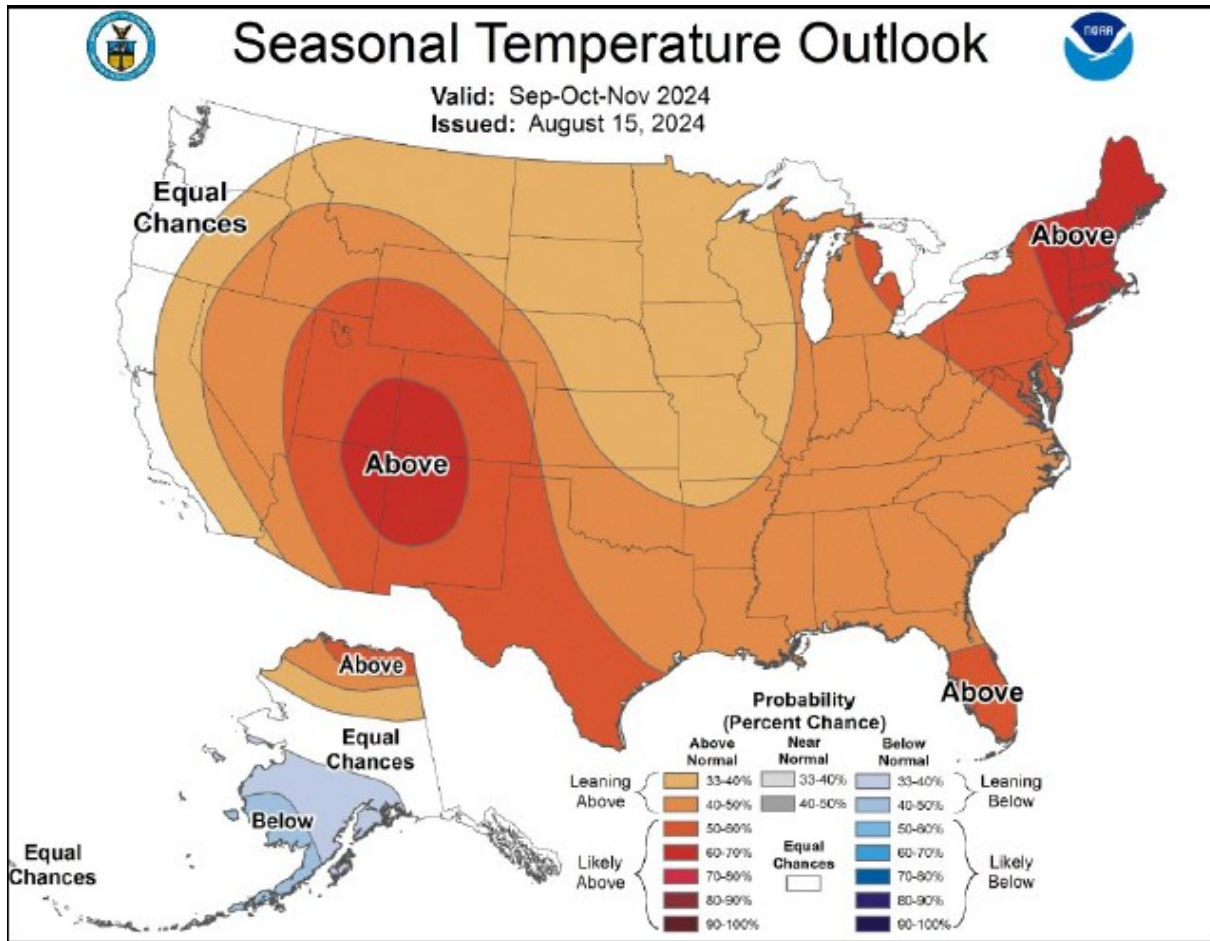 NOAA
Seasonal Temperature Outlook
Valid: Sep-Oct-Nov 2024
Issued: August 15, 2024
Equal
Chances
Above
Above
Above
Above
Equal
Chances
Below
Equal
Chances
Probability
(Percent Chance)
Above
Normal
Near
Normal
Below
Normal
Leaning
Above
33-40%
33-40%
33-40%
Leaning
Below
40-50%
40-50%
40-50%
Likely
Above
50-60%
60-70%
70-80%
80-90%
90-100%
Equal
Chances
50-60%
60-70%
70-80%
80-90%
90-100%
Likely
Below